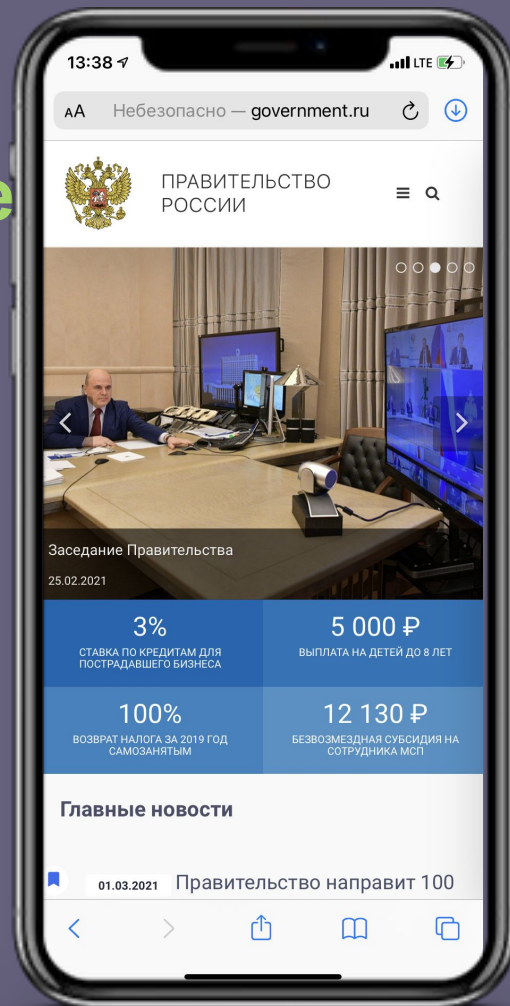 13:38
LTE
AA Небезопасно — government.ru
е
ПРАВИТЕЛЬСТВО
РОССИИ
Заседание Правительства
25.02.2021
3%
СТАВКА ПО КРЕДИТАМ ДЛЯ
ПОСТРАДАВШЕГО БИЗНЕСА
5 000 ₽
ВЫПЛАТА НА ДЕТЕЙ ДО 8 ЛЕТ
100%
ВОЗВРАТ НАЛОГА ЗА 2019 ГОД
САМОЗАНЯТЫМ
12 130 ₽
БЕЗВОЗМЕЗДНАЯ СУБСИДИЯ НА
СОТРУДНИКА МСП
Главные новости
01.03.2021 Правительство направит 100